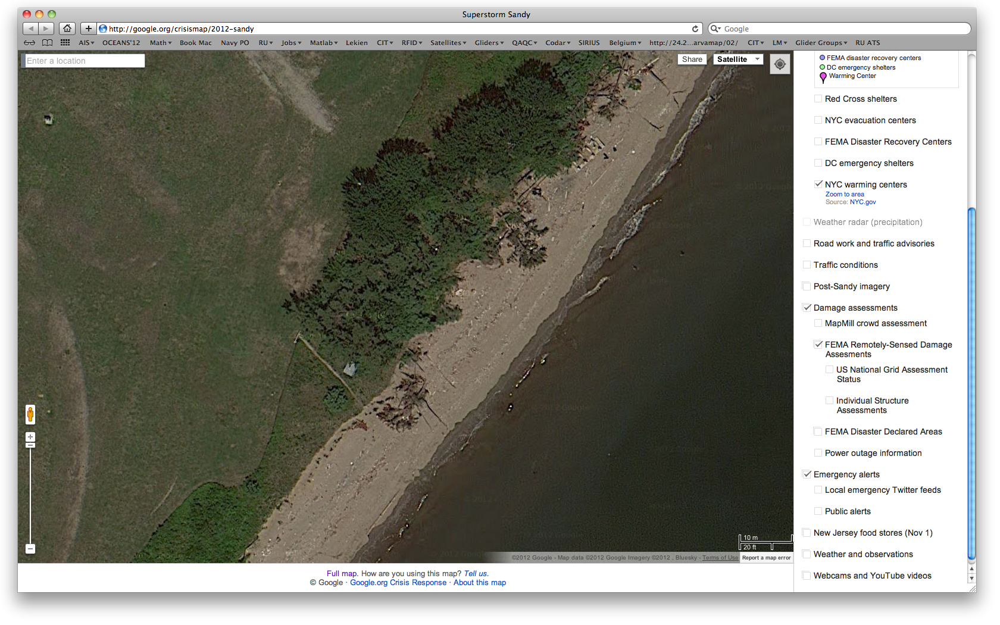 Superstorm Sandy
http://google.org/crisismap/2012-sandy
Google
AIS OCEANS'12 Math Book Mac Navy PO RU Jobs Matlab Lekien CIT RFID Satellites Gliders QAQC Codar SIRIUS Belgium http://24.2...arvamap/02/ CIT LM Glider Groups RU ATS
Enter a location
Share
Satellite
FEMA disaster recovery centers
DC emergency shelters
Warming Center
Red Cross shelters
NYC evacuation centers
FEMA Disaster Recovery Centers
DC emergency shelters
NYC warming centers
Zoom to area
Source: NYC.gov
Weather radar (precipitation)
Road work and traffic advisories
Traffic conditions
Post-Sandy imagery
Damage assessments
MapMill crowd assessment
FEMA Remotely-Sensed Damage
Assesments
US National Grid Assessment
Status
Individual Structure
Assessments
FEMA Disaster Declared Areas
Power outage information
Emergency alerts
Local emergency Twitter feeds
Public alerts
New Jersey food stores (Nov 1)
Weather and observations
Webcams and YouTube videos
10 m
20 ft
©2012 Google - Map data ©2012 Google Imagery ©2012 , Bluesky - Terms of Use
Report a map error
Full map. How are you using this map? Tell us.
© Google · Google.org Crisis Response · About this map